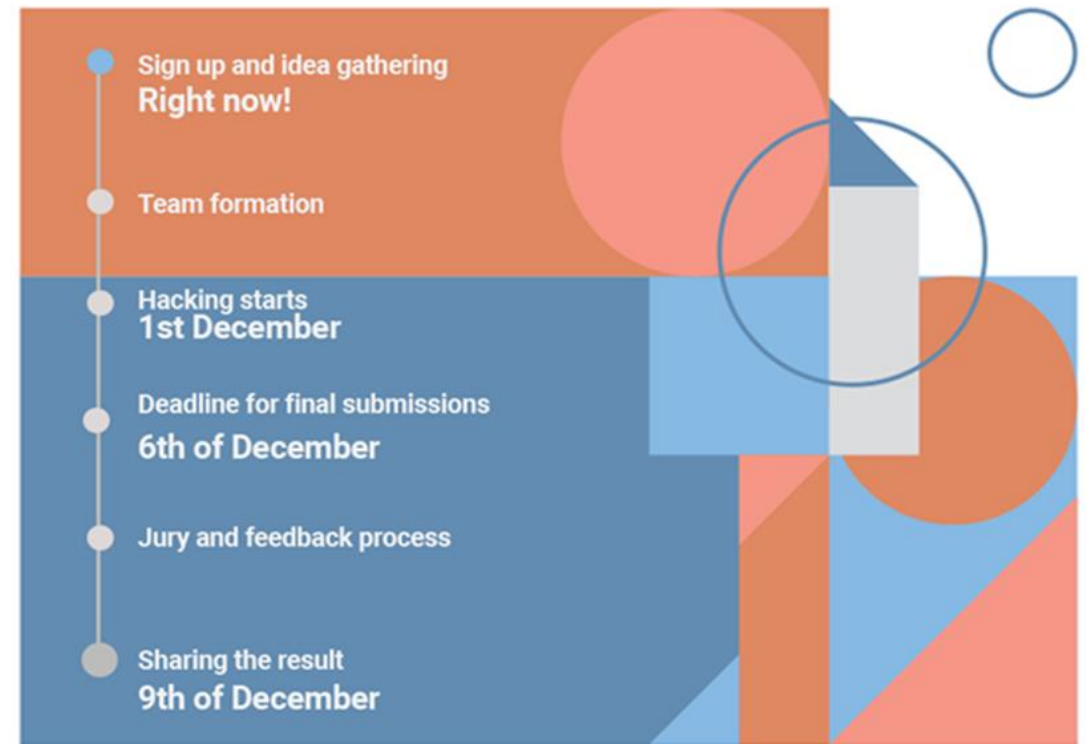 Sign up and idea gathering
Right now!
Team formation
Hacking starts
1st December
Deadline for final submissions
6th of December
Jury and feedback process
Sharing the result
9th of December